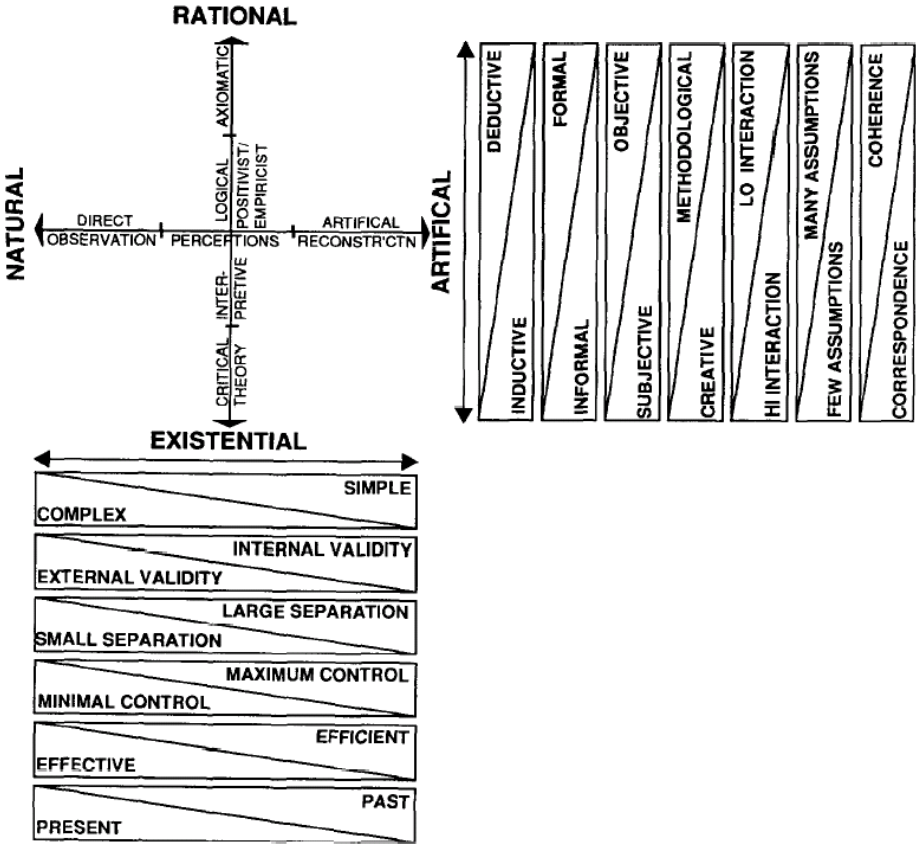 RATIONAL
AXIOMATIC
LOGICAL
POSITIVIST/
EMPIRICIST
NATURAL
DIRECT
OBSERVATION
PERCEPTIONS
ARTIFICAL
RECONSTR'CTN
ARTIFICAL
INTER-
PRETIVE
CRITICAL
THEORY
EXISTENTIAL
DEDUCTIVE
INDUCTIVE
FORMAL
INFORMAL
OBJECTIVE
SUBJECTIVE
METHODOLOGICAL
CREATIVE
LO INTERACTION
HI INTERACTION
MANY ASSUMPTIONS
FEW ASSUMPTIONS
COHERENCE
CORRESPONDENCE
SIMPLE
COMPLEX
INTERNAL VALIDITY
EXTERNAL VALIDITY
LARGE SEPARATION
SMALL SEPARATION
MAXIMUM CONTROL
MINIMAL CONTROL
EFFICIENT
EFFECTIVE
PAST
PRESENT